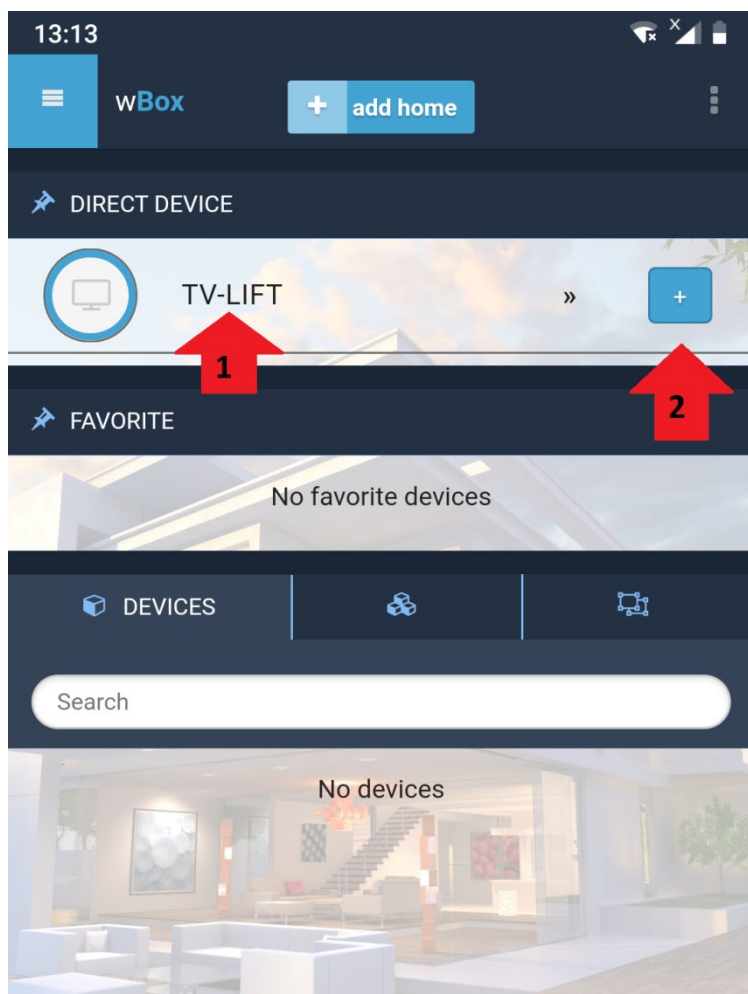 13:13
wBox
+ add home
DIRECT DEVICE
TV-LIFT » +
1
2
FAVORITE
No favorite devices
DEVICES
Search
No devices